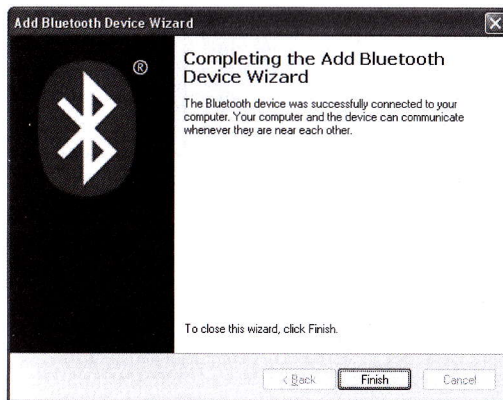 Add Bluetooth Device Wizard
®
Completing the Add Bluetooth
Device Wizard
The Bluetooth device was successfully connected to your
computer. Your computer and the device can communicate
whenever they are near each other.
To close this wizard, click Finish.
< Back Finish Cancel